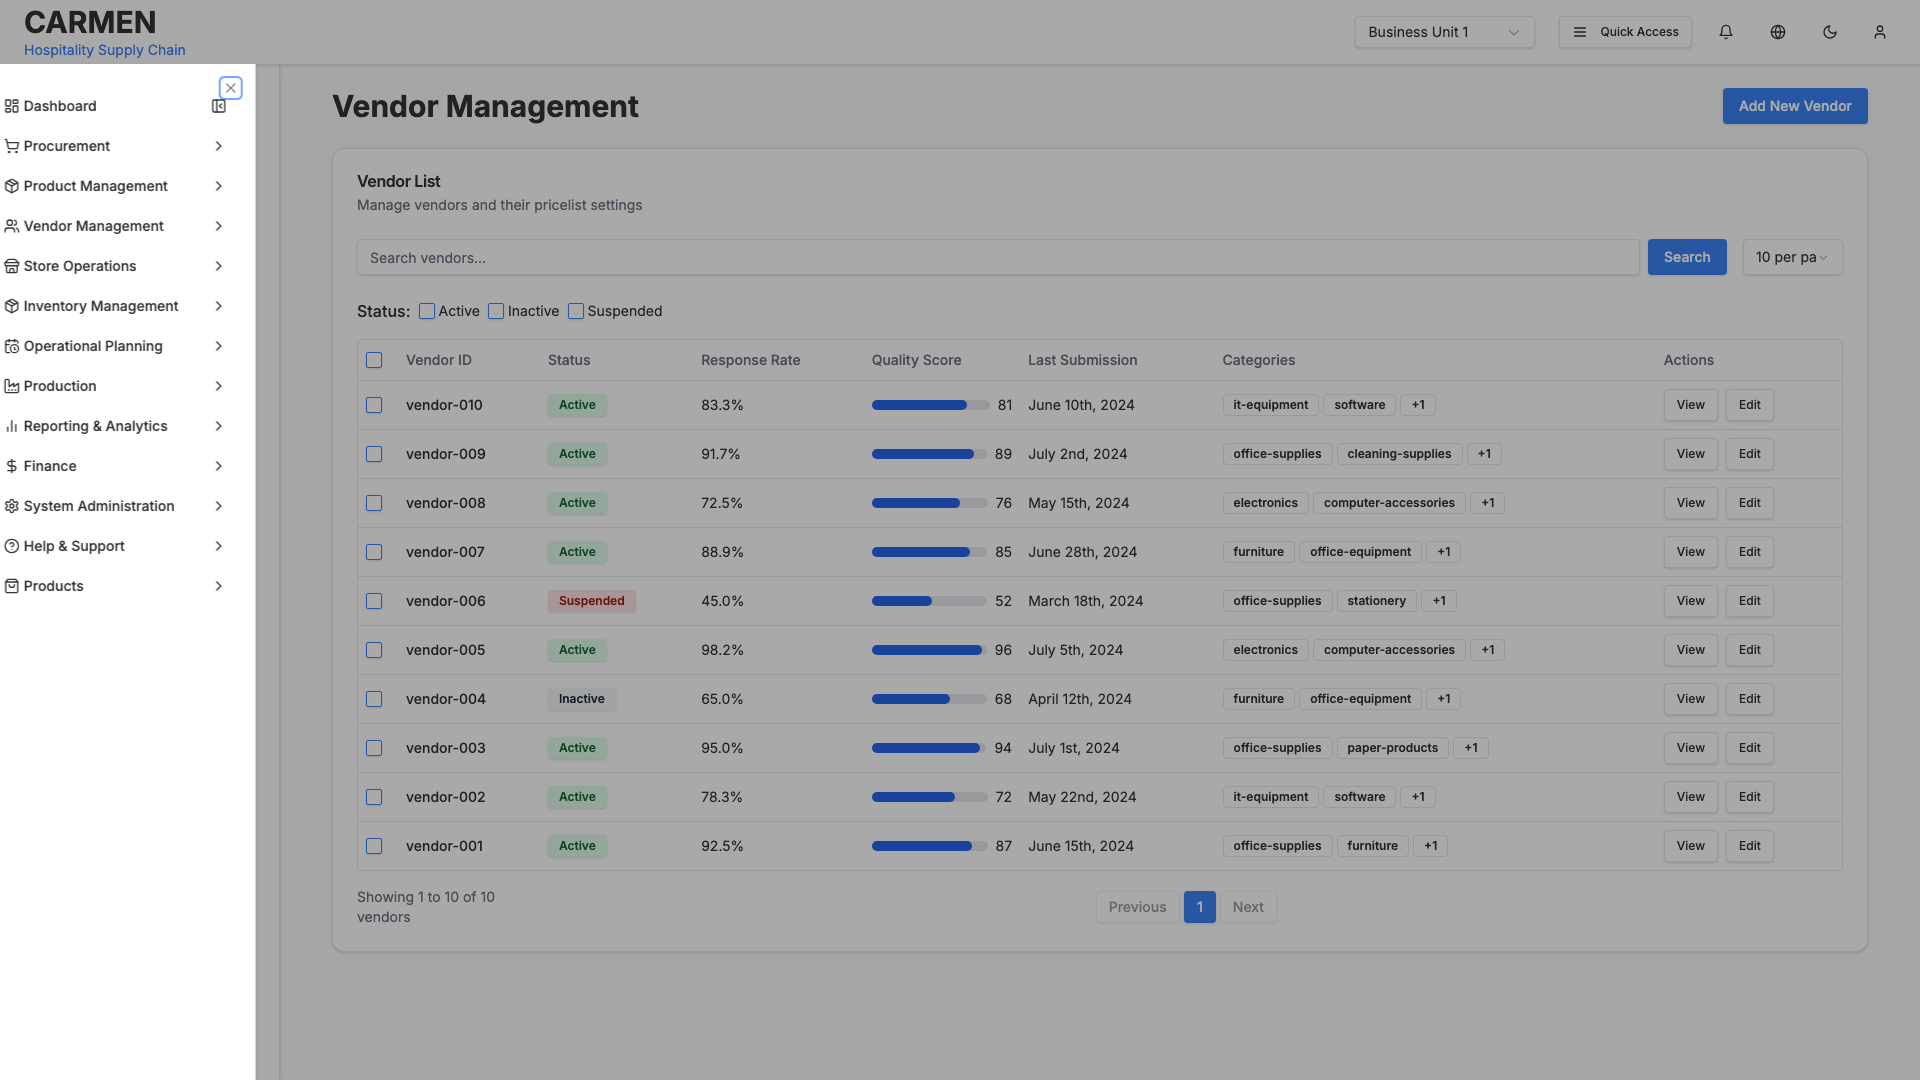 CARMEN
Hospitality Supply Chain
Business Unit 1
Quick Access
Dashboard
Procurement
Product Management
Vendor Management
Store Operations
Inventory Management
Operational Planning
Production
Reporting & Analytics
Finance
System Administration
Help & Support
Products
Vendor Management
Add New Vendor
Vendor List
Manage vendors and their pricelist settings
Search vendors...
Search
10 per pa
Status: Active Inactive Suspended
Vendor ID Status Response Rate Quality Score Last Submission Categories Actions
vendor-010 Active 83.3% 81 June 10th, 2024 it-equipment software +1 View Edit
vendor-009 Active 91.7% 89 July 2nd, 2024 office-supplies cleaning-supplies +1 View Edit
vendor-008 Active 72.5% 76 May 15th, 2024 electronics computer-accessories +1 View Edit
vendor-007 Active 88.9% 85 June 28th, 2024 furniture office-equipment +1 View Edit
vendor-006 Suspended 45.0% 52 March 18th, 2024 office-supplies stationery +1 View Edit
vendor-005 Active 98.2% 96 July 5th, 2024 electronics computer-accessories +1 View Edit
vendor-004 Inactive 65.0% 68 April 12th, 2024 furniture office-equipment +1 View Edit
vendor-003 Active 95.0% 94 July 1st, 2024 office-supplies paper-products +1 View Edit
vendor-002 Active 78.3% 72 May 22nd, 2024 it-equipment software +1 View Edit
vendor-001 Active 92.5% 87 June 15th, 2024 office-supplies furniture +1 View Edit
Showing 1 to 10 of 10
vendors
Previous 1 Next